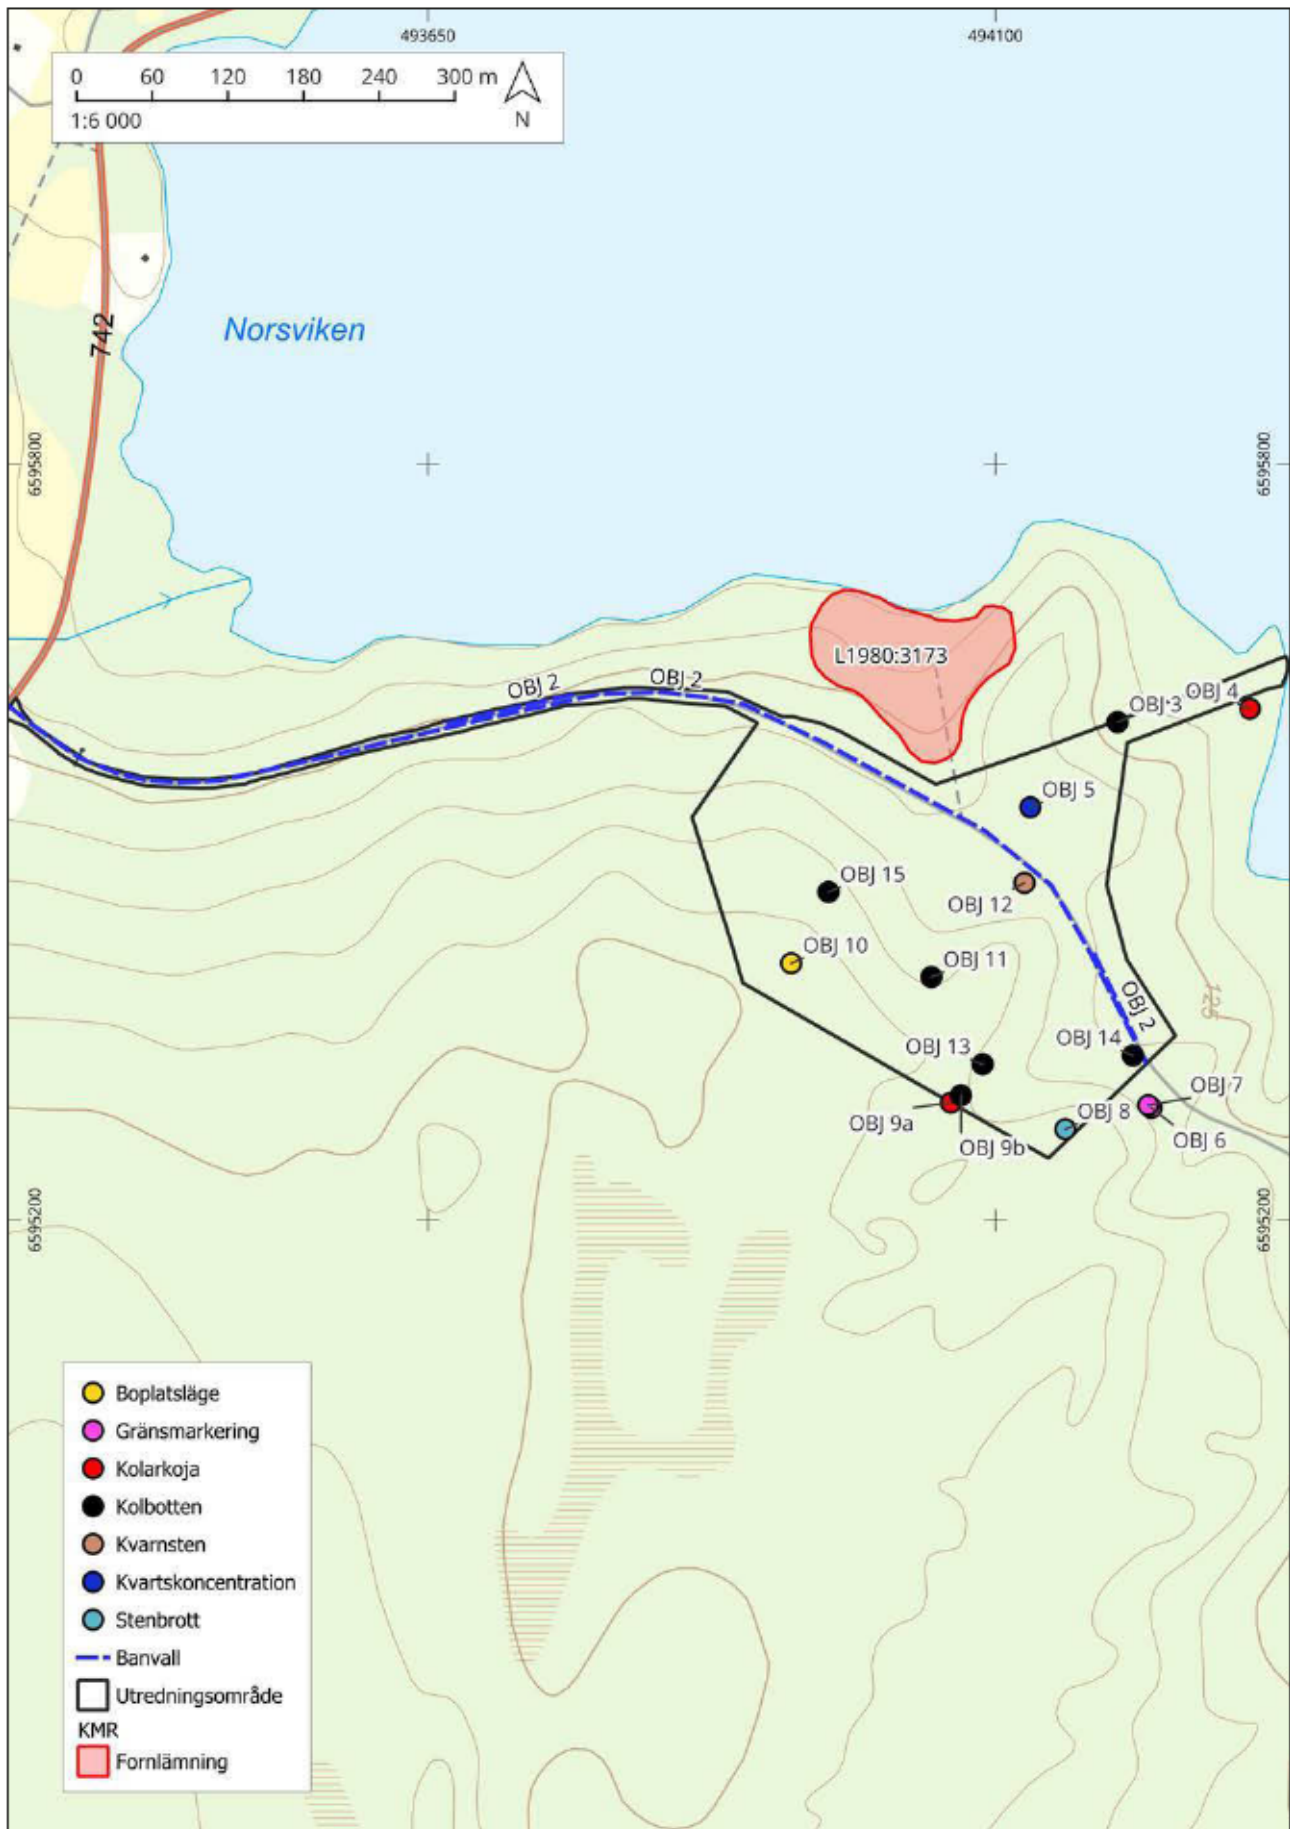 493650
494100
0 60 120 180 240 300 m
1:6 000
N
742
Norsviken
6595800
6595800
L1980:3173
OBJ 2
OBJ 2
OBJ 3
OBJ 4
OBJ 5
OBJ 15
OBJ 12
OBJ 10
OBJ 11
OBJ 2
125
OBJ 14
OBJ 13
OBJ 7
OBJ 8
OBJ 9a
OBJ 6
OBJ 9b
6595200
6595200
Boplatsläge
Gränsmarkering
Kolarkoja
Kolbotten
Kvarnsten
Kvartskoncentration
Stenbrott
Banvall
Utredningsområde
KMR
Fornlämning